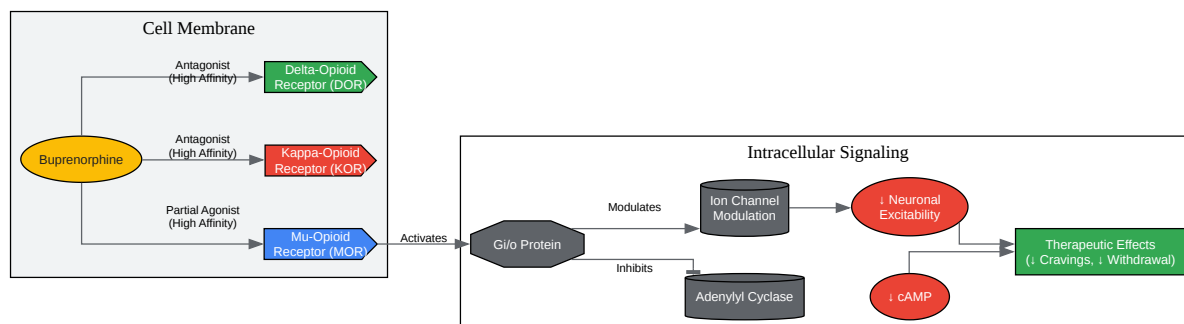 Cell Membrane
Antagonist
(High Affinity)
Delta-Opioid
Receptor (DOR)
Buprenorphine
Antagonist
(High Affinity)
Kappa-Opioid
Receptor (KOR)
Partial Agonist
(High Affinity)
Mu-Opioid
Receptor (MOR)
Activates
Intracellular Signaling
Gi/o Protein
Modulates
Ion Channel
Modulation
↓ Neuronal
Excitability
Inhibits
Adenylyl Cyclase
↓ cAMP
Therapeutic Effects
(↓ Cravings, ↓ Withdrawal)